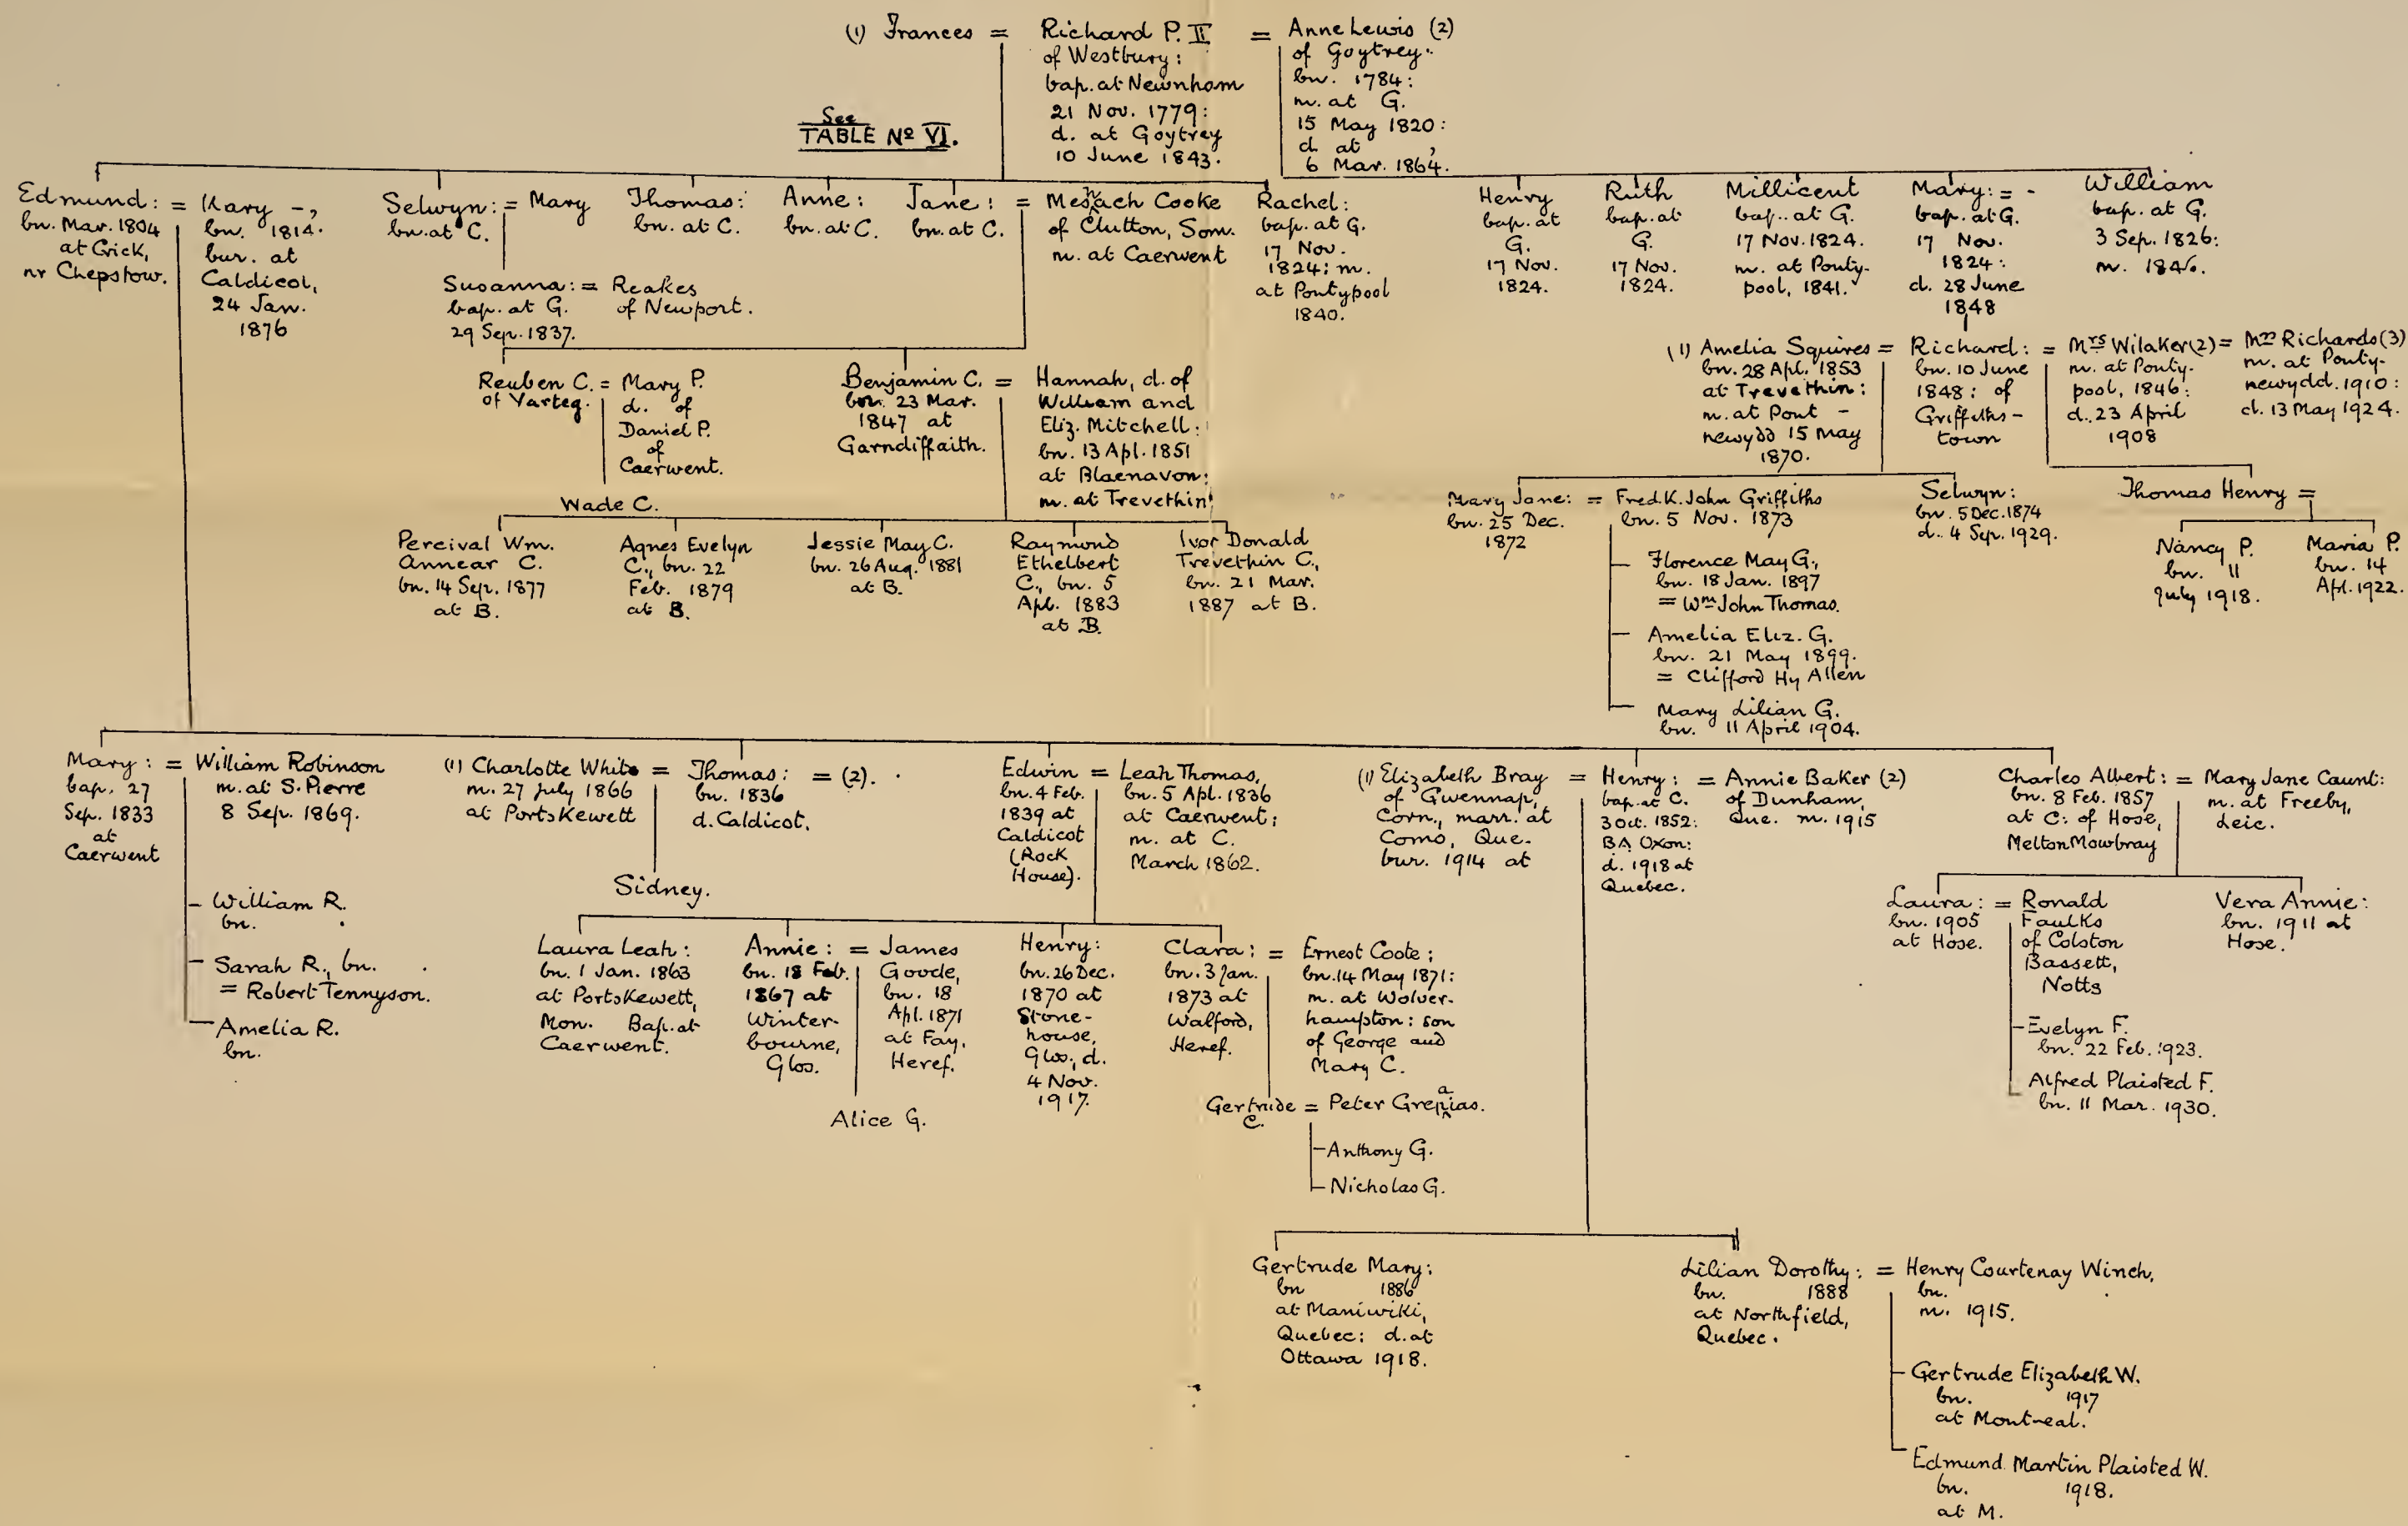 (1) Frances =
Richard P. II
of Westbury:
bap. at Newnham
21 Nov. 1779:
d. at Goytrey
10 June 1843.
= Anne Lewis (2)
of Goytrey.
bn. 1784:
m. at G.
15 May 1820:
d. at ,
6 Mar. 1864.
See
TABLE No VI.
Edmund: =
bn. Mar. 1804
at Crick,
nr Chepstow.
Mary -,
bn. 1814.
bur. at
Caldicot,
24 Jan.
1876
Selwyn: = Mary
bn. at C.
Thomas:
bn. at C.
Anne:
bn. at C.
Jane: =
bn. at C.
Meshach Cooke
of Clutton, Som.
m. at Caerwent
Rachel:
bap. at G.
17 Nov.
1824: m.
at Pontypool
1840.
Henry
bap. at
G.
17 Nov.
1824.
Ruth
bap. at
G.
17 Nov.
1824.
Millicent
bap. at G.
17 Nov. 1824.
m. at Ponty-
pool, 1841.
Mary: = -
bap. at G.
17 Nov.
1824:
d. 28 June
1848
William
bap. at G.
3 Sep. 1826:
m. 1846.
Susanna: = Reakes
bap. at G. of Newport.
29 Sep. 1837.
(1) Amelia Squires =
bn. 28 Apl. 1853
at Trevethin:
m. at Pont -
newydd 15 May
1870.
Richard: =
bn. 10 June
1848: of
Griffiths-
town
Mrs Wilaker (2) =
m. at Ponty-
pool, 1846:
d. 23 April
1908
Mrs Richards (3)
m. at Ponty-
newydd. 1910:
d. 13 May 1924.
Reuben C. =
of Varteg.
Mary P.
d. of
Daniel P.
of
Caerwent.
Benjamin C. =
bn. 23 Mar.
1847 at
Garndiffaith.
Hannah, d. of
William and
Eliz. Mitchell:
bn. 13 Apl. 1851
at Blaenavon:
m. at Trevethin
Wade C.
Mary Jane: =
bn. 25 Dec.
1872
Fred.K. John Griffiths
bn. 5 Nov. 1873
Selwyn:
bn. 5 Dec. 1874
d. 4 Sep. 1929.
Thomas Henry =
Percival Wm.
Annear C.
bn. 14 Sep. 1877
at B.
Agnes Evelyn
C., bn. 22
Feb. 1879
at B.
Jessie May C.
bn. 26 Aug. 1881
at B.
Raymond
Ethelbert
C., bn. 5
Apl. 1883
at B.
Ivor Donald
Trevethin C.,
bn. 21 Mar.
1887 at B.
Florence May G.,
bn. 18 Jan. 1897
= Wm John Thomas.
Amelia Eliz. G.
bn. 21 May 1899.
= Clifford Hy Allen
Mary Lilian G.
bn. 11 April 1904.
Nancy P.
bn. 11
July 1918.
Maria P.
bn. 14
Apl. 1922.
Mary: =
bap. 27
Sep. 1833
at
Caerwent
William Robinson
m. at S. Pierre
8 Sep. 1869.
(1) Charlotte White =
m. 27 July 1866
at Portskewett
Thomas: = (2).
bn. 1836
d. Caldicot.
Edwin =
bn. 4 Feb.
1839 at
Caldicot
(Rock
House).
Leah Thomas,
bn. 5 Apl. 1836
at Caerwent:
m. at C.
March 1862.
(1) Elizabeth Bray =
of Gwennap,
Corn., marr. at
Como, Que.
bur. 1914 at
Henry: =
bap. at C.
3 Oct. 1852:
BA Oxon:
d. 1918 at
Quebec.
Annie Baker (2)
of Dunham,
Que. m. 1915
Charles Albert: =
bn. 8 Feb. 1857
at C: of Hose,
Melton Mowbray
Mary Jane Caunt:
m. at Freeby,
Leic.
William R.
bn.
Sarah R., bn.
= Robert Tennyson.
Amelia R.
bn.
Sidney.
Laura Leah:
bn. 1 Jan. 1863
at Portskewett,
Mon. Bap. at
Caerwent.
Annie: =
bn. 18 Feb.
1867 at
Winter-
bourne,
Glos.
James
Goode,
bn. 18
Apl. 1871
at Fay,
Heref.
Henry:
bn. 26 Dec.
1870 at
Stone-
house,
Glos; d.
4 Nov.
1917.
Clara: =
bn. 3 Jan.
1873 at
Walford,
Heref.
Ernest Coote;
bn. 14 May 1871:
m. at Wolver-
hampton: son
of George and
Mary C.
Laura: =
bn. 1905
at Hose.
Ronald
Faulks
of Colston
Bassett,
Notts
Vera Annie:
bn. 1911 at
Hose.
Evelyn F.
bn. 22 Feb. 1923.
Alfred Plaisted F.
bn. 11 Mar. 1930.
Alice G.
Gertrude = Peter Grenias.
C.
Anthony G.
Nicholas G.
Gertrude Mary:
bn 1886
at Maniwiki,
Quebec: d. at
Ottawa 1918.
Lilian Dorothy: =
bn. 1888
at Northfield,
Quebec.
Henry Courtenay Winch,
bn.
m. 1915.
Gertrude Elizabeth W.
bn. 1917
at Montreal.
Edmund Martin Plaisted W.
bn. 1918.
at M.